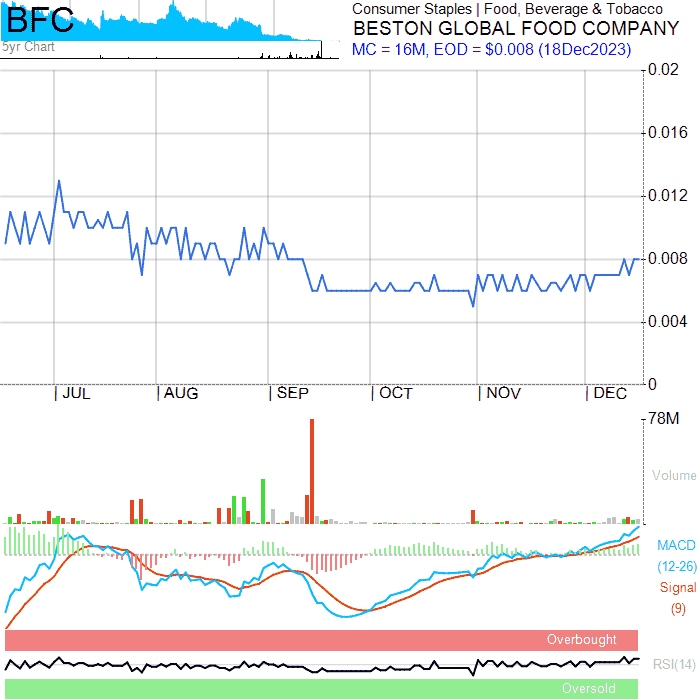 BFC
5yr Chart
Consumer Staples | Food, Beverage & Tobacco
BESTON GLOBAL FOOD COMPANY
MC = 16M, EOD = $0.008 (18Dec2023)
0.02
0.016
0.012
0.008
0.004
0
| JUL | AUG | SEP | OCT | NOV | DEC
78M
Volume
MACD
(12-26)
Signal
(9)
Overbought
RSI(14)
Oversold